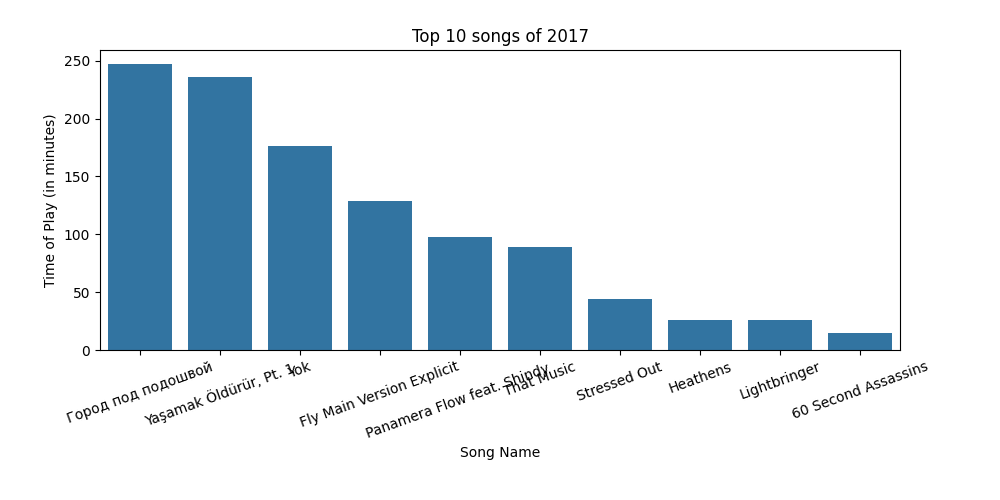 Top 10 songs of 2017
Time of Play (in minutes)
250
200
150
100
50
0
Город под подошвой
Yaşamak Öldürür, Pt. 1
Yok
Fly Main Version Explicit
Panamera Flow feat. Shindy
That Music
Stressed Out
Heathens
Lightbringer
60 Second Assassins
Song Name